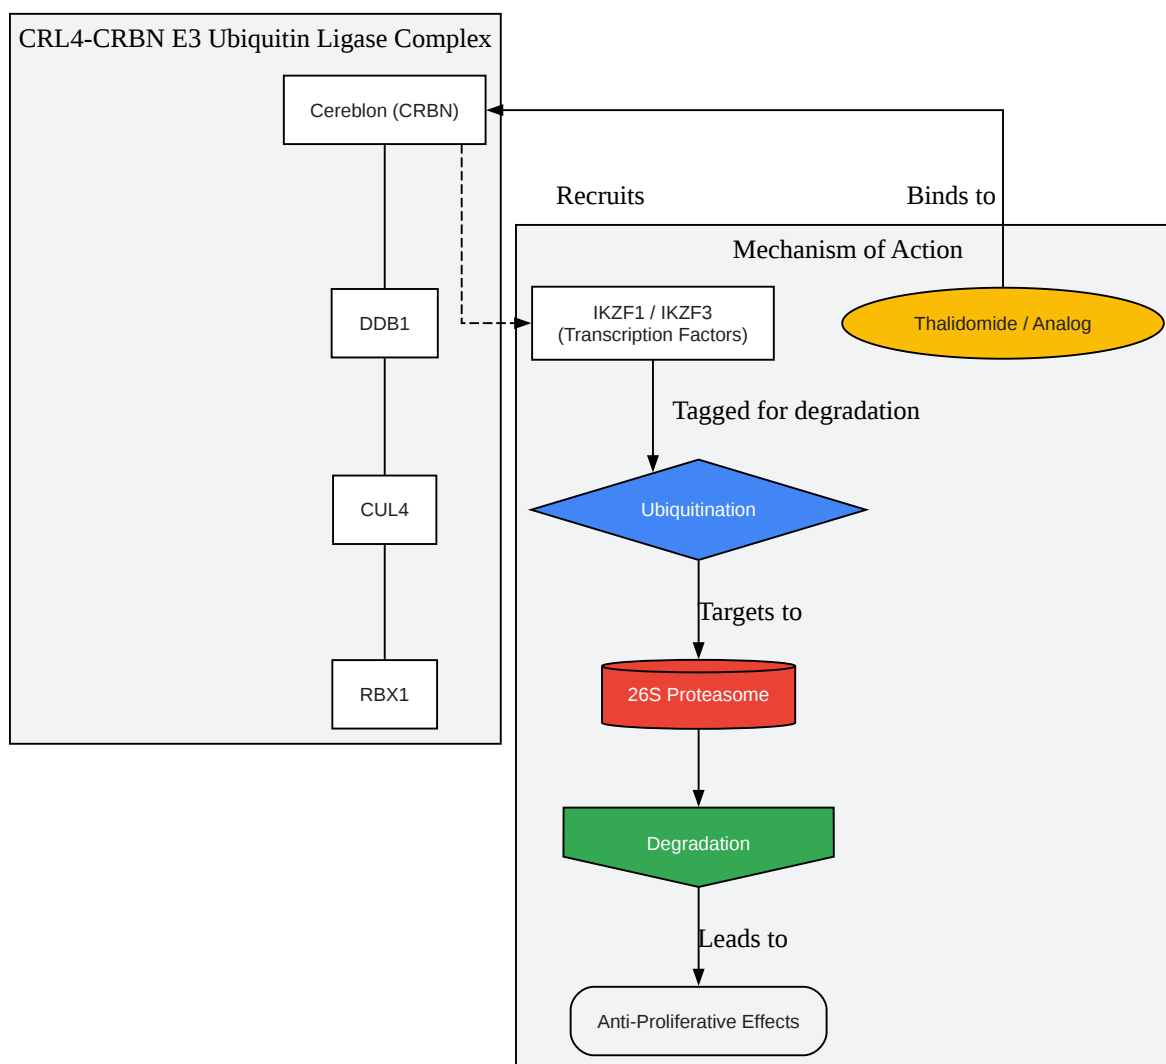 CRL4-CRBN E3 Ubiquitin Ligase Complex
Cereblon (CRBN)
Recruits
Binds to
Mechanism of Action
DDB1
IKZF1 / IKZF3
(Transcription Factors)
Thalidomide / Analog
Tagged for degradation
CUL4
Ubiquitination
Targets to
RBX1
26S Proteasome
Degradation
Leads to
Anti-Proliferative Effects